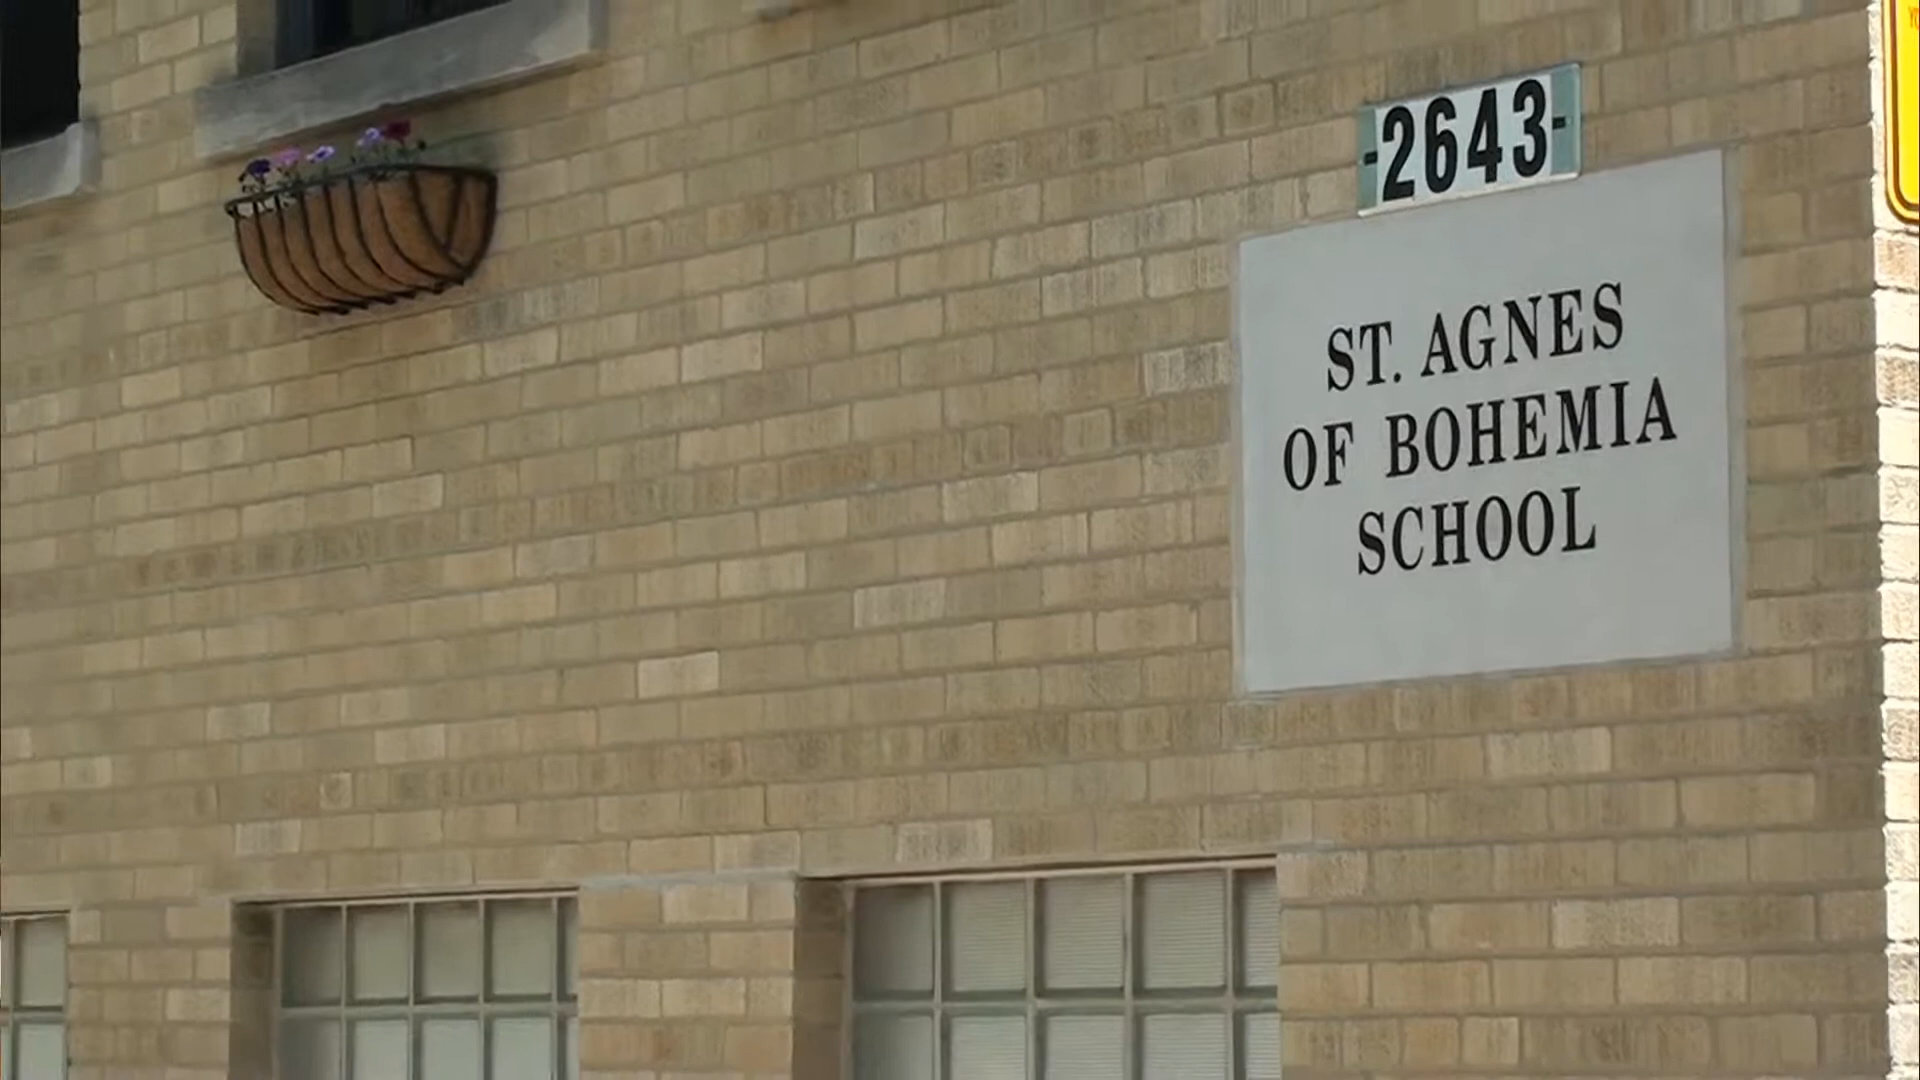 -2643-
ST. AGNES
OF BOHEMIA
SCHOOL